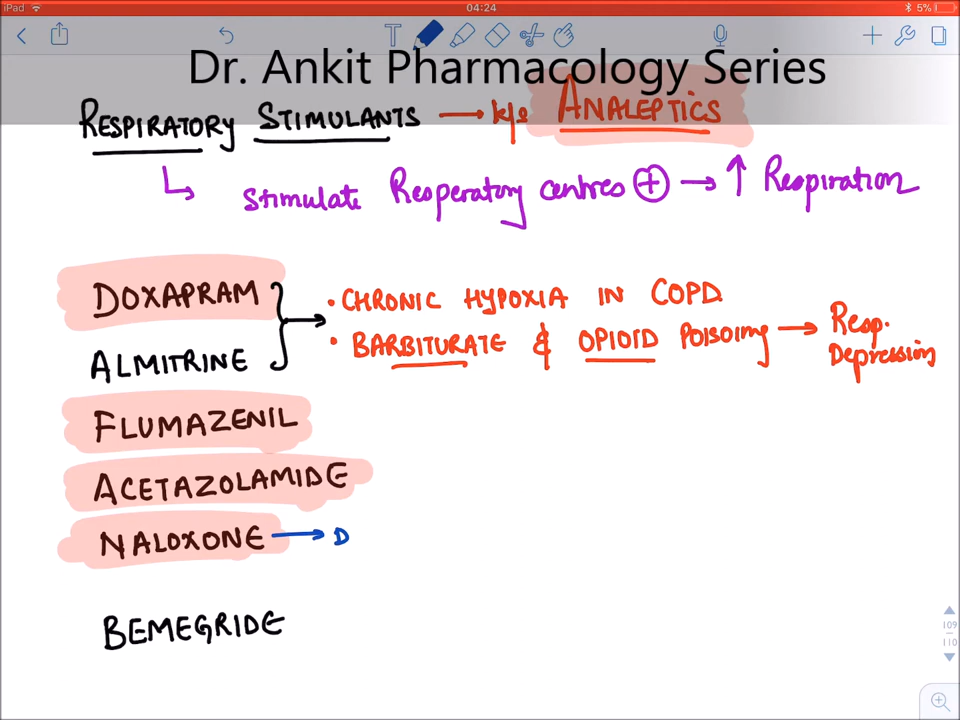 iPad 04:24 5%
Dr. Ankit Pharmacology Series
RESPIRATORY STIMULANTS → k/s ANALEPTICS
↳ Stimulate Resperatory centres ⊕ → ↑ Respiration
DOXAPRAM
ALMITRINE
• CHRONIC HYPOXIA IN COPD
• BARBITURATE & OPIOID POISOING → Resp. Depression
FLUMAZENIL
ACETAZOLAMIDE
NALOXONE → D
BEMEGRIDE
109
110